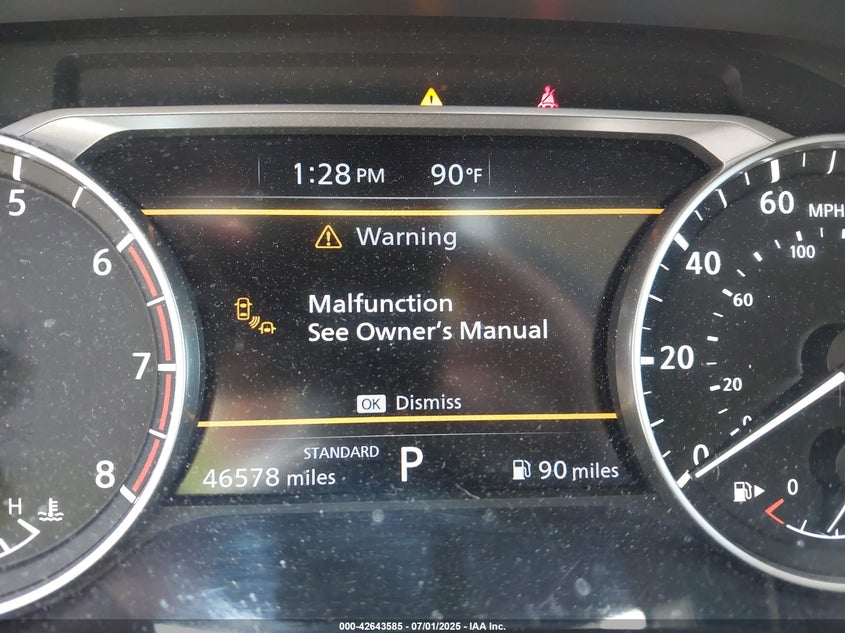 1:28 PM 90°F
Warning
Malfunction
See Owner's Manual
OK Dismiss
STANDARD
46578 miles P 90 miles
5
6
7
8
H
60 MPH
40
20
0
100
60
20
0
0
000-42643585 - 07/01/2025 - IAA Inc.